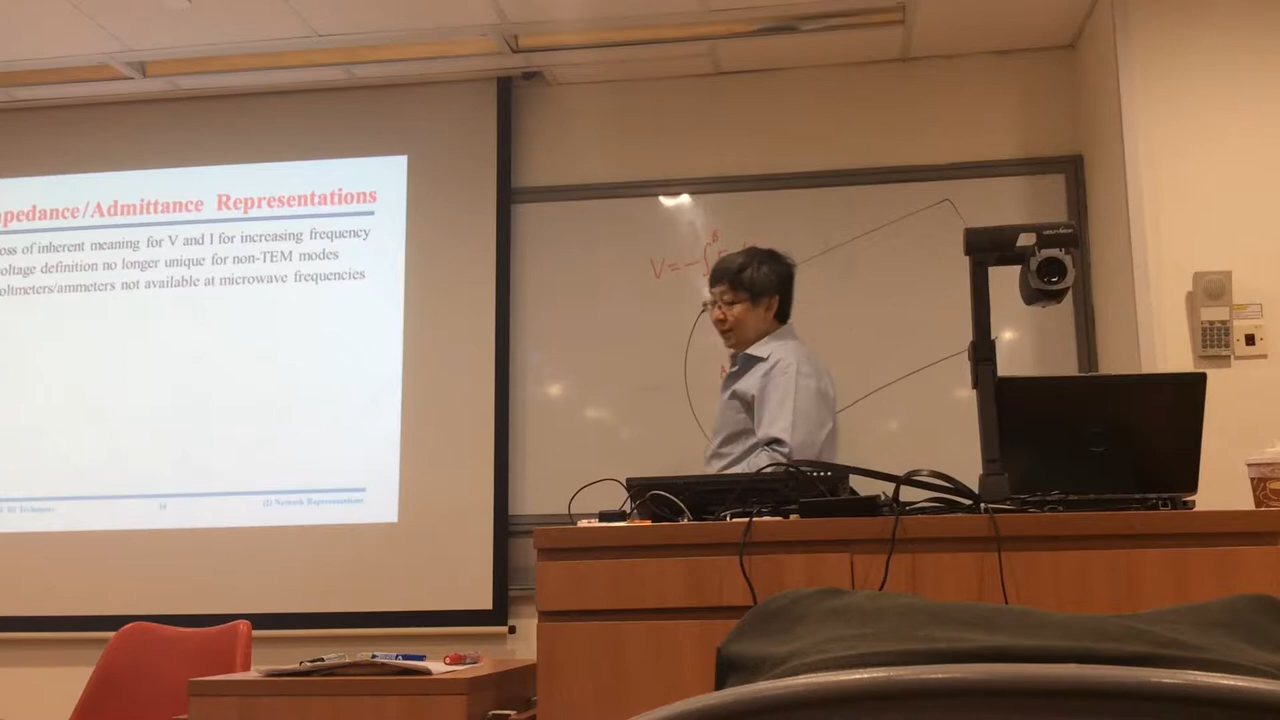 pedance/Admittance Representations
oss of inherent meaning for V and I for increasing frequency
oltage definition no longer unique for non-TEM modes
oltmeters/ammeters not available at microwave frequencies
(2) Network Representations
V = - ∫
B
A